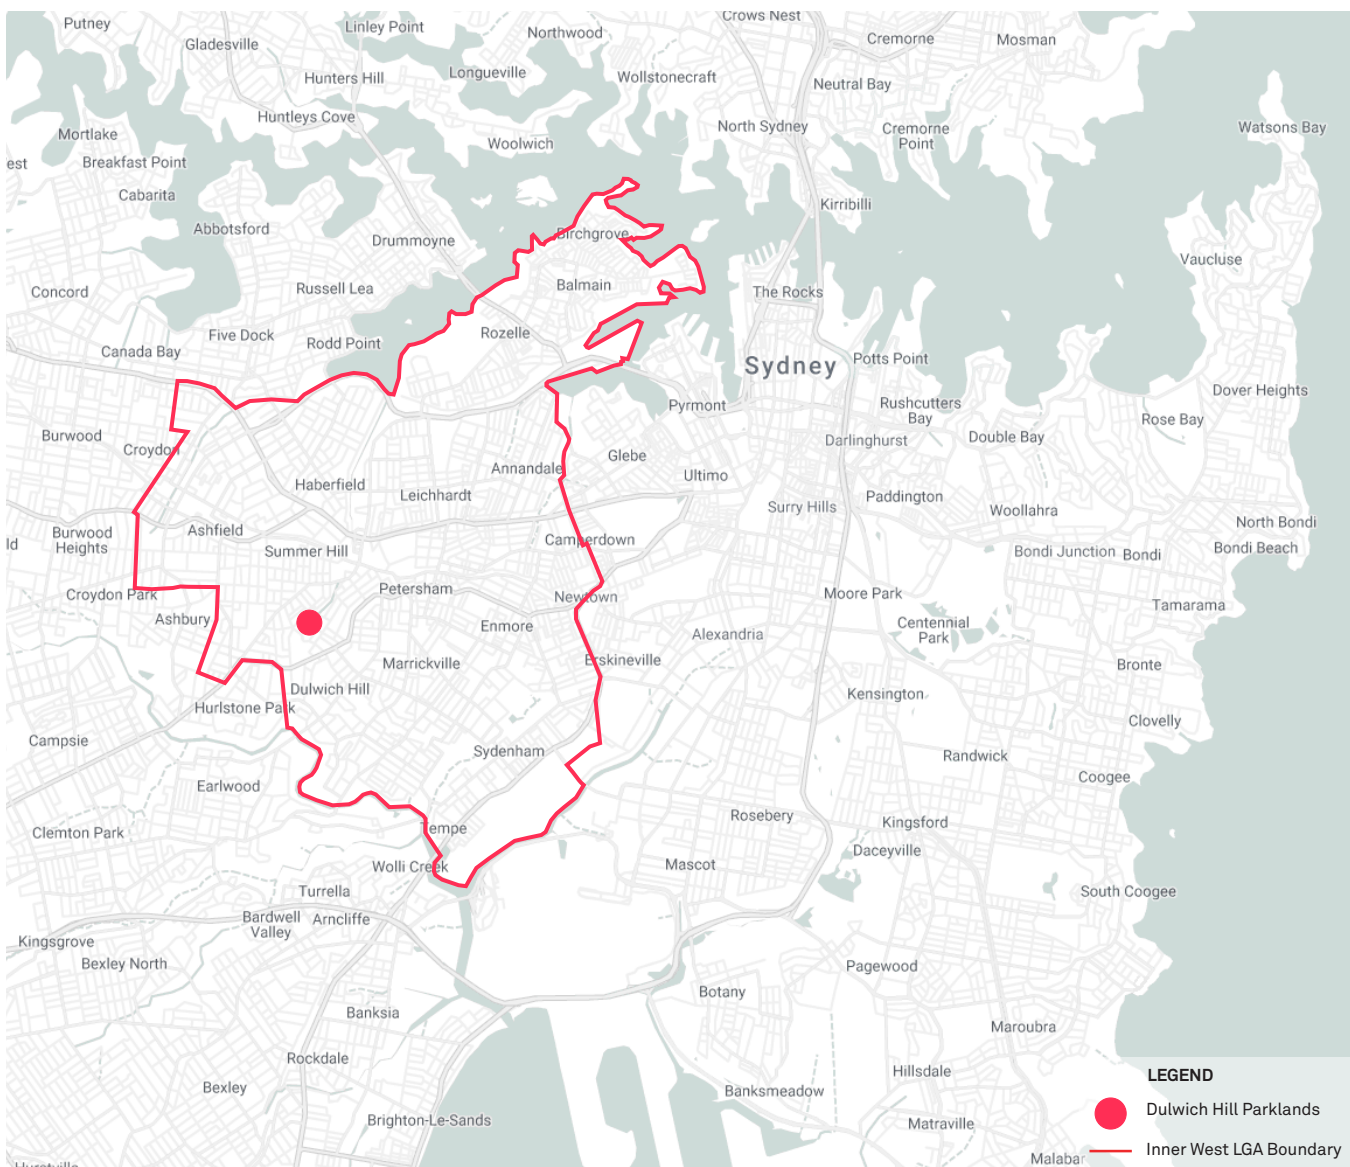 Putney
Linley Point
Northwood
Crows Nest
Cremorne
Mosman
Gladesville
Hunters Hill
Longueville
Wollstonecraft
Neutral Bay
Huntleys Cove
North Sydney
Cremorne
Point
Watsons Bay
Mortlake
Woolwich
est
Breakfast Point
Cabarita
Kirribilli
Abbotsford
Drummoyne
Birchgrove
Vaucluse
Concord
Russell Lea
Balmain
The Rocks
Five Dock
Rodd Point
Rozelle
Canada Bay
Sydney
Potts Point
Dover Heights
Pyrmont
Rushcutters
Bay
Rose Bay
Burwood
Croydon
Darlinghurst
Double Bay
Glebe
Annandale
Ultimo
Haberfield
Leichhardt
Paddington
Surry Hills
Woollahra
Burwood
Heights
ld
Ashfield
North Bondi
Summer Hill
Camperdown
Bondi Junction
Bondi
Bondi Beach
Croydon Park
Petersham
Newtown
Moore Park
Tamarama
Ashbury
Enmore
Alexandria
Centennial
Park
Marrickville
Erskineville
Bronte
Dulwich Hill
Kensington
Hurlstone Park
Clovelly
Campsie
Sydenham
Randwick
Earlwood
Coogee
Clemton Park
Tempe
Rosebery
Kingsford
Daceyville
Wolli Creek
Mascot
Turrella
South Coogee
Bardwell
Valley
Arncliffe
Kingsgrove
Bexley North
Pagewood
Botany
Banksia
Maroubra
Rockdale
Bexley
Hillsdale
Banksmeadow
Brighton-Le-Sands
Matraville
Malabar
Hurstville
LEGEND
Dulwich Hill Parklands
Inner West LGA Boundary